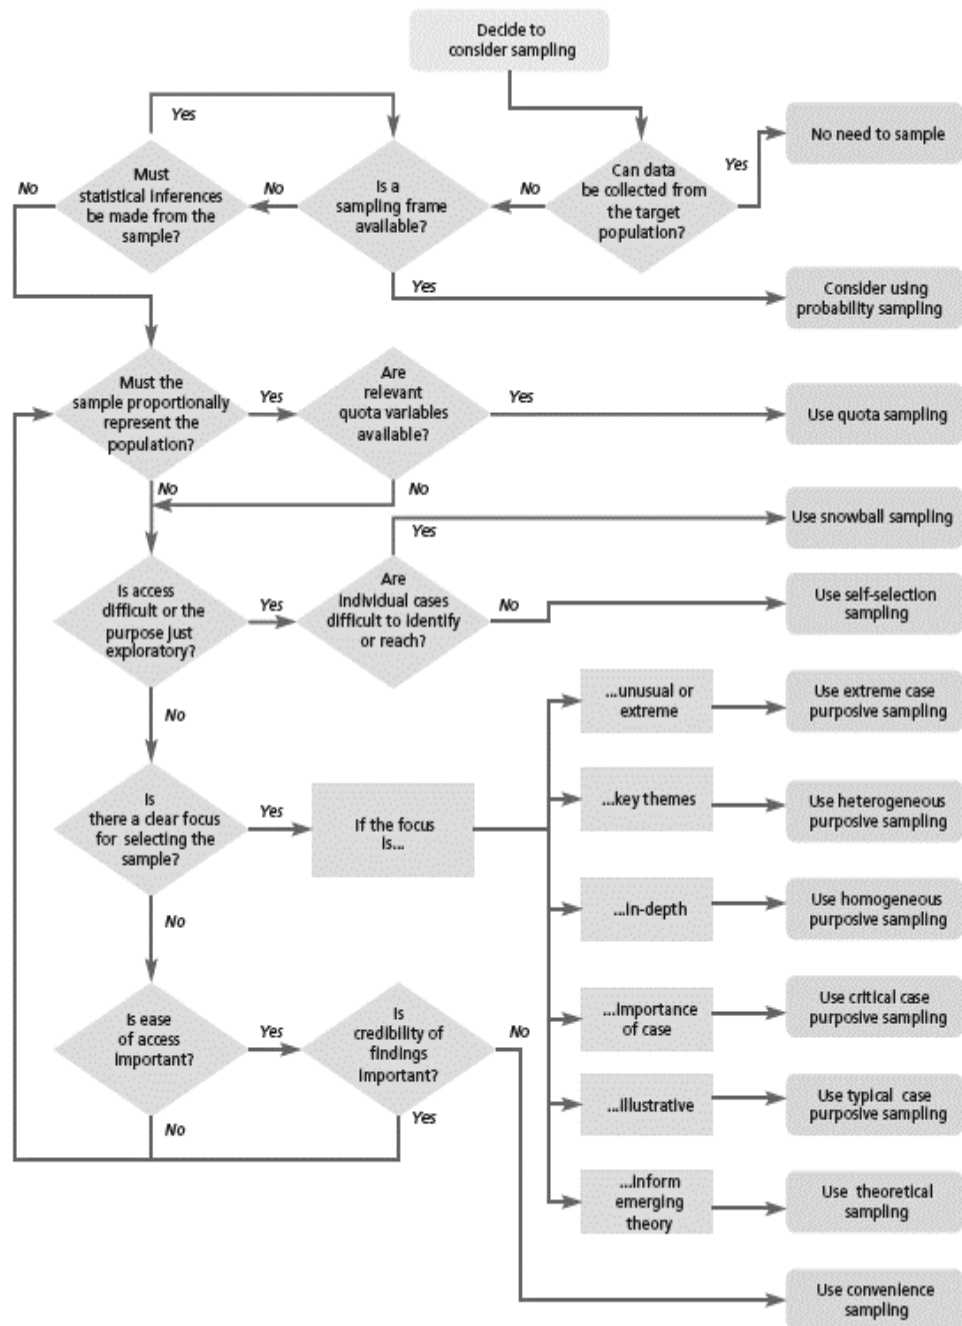 Decide to
consider sampling
Yes
No need to sample
Must
statistical inferences
be made from the
sample?
No
No
Is a
sampling frame
available?
No
Can data
be collected from
the target
population?
Yes
Yes
Consider using
probability sampling
Must the
sample proportionally
represent the
population?
Yes
Are
relevant
quota variables
available?
Yes
Use quota sampling
No
No
Yes
Use snowball sampling
Is access
difficult or the
purpose just
exploratory?
Yes
Are
individual cases
difficult to identify
or reach?
No
Use self-selection
sampling
No
...unusual or
extreme
Use extreme case
purposive sampling
Is
there a clear focus
for selecting the
sample?
Yes
If the focus
is...
...key themes
Use heterogeneous
purposive sampling
No
...in-depth
Use homogeneous
purposive sampling
Is ease
of access
important?
Yes
Is
credibility of
findings
important?
No
...importance
of case
Use critical case
purposive sampling
No
Yes
...illustrative
Use typical case
purposive sampling
...inform
emerging
theory
Use theoretical
sampling
Use convenience
sampling